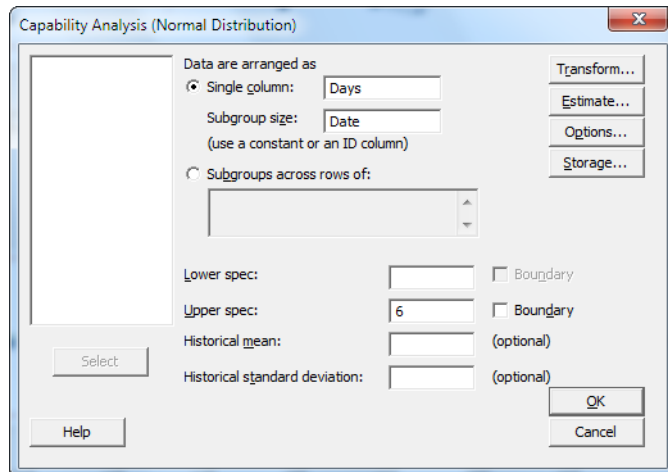 Capability Analysis (Normal Distribution)
X
Data are arranged as
Single column: Days
Subgroup size: Date
(use a constant or an ID column)
Subgroups across rows of:
Transform...
Estimate...
Options...
Storage...
Lower spec: Boundary
Upper spec: 6 Boundary
Historical mean: (optional)
Historical standard deviation: (optional)
Select
Help
OK
Cancel